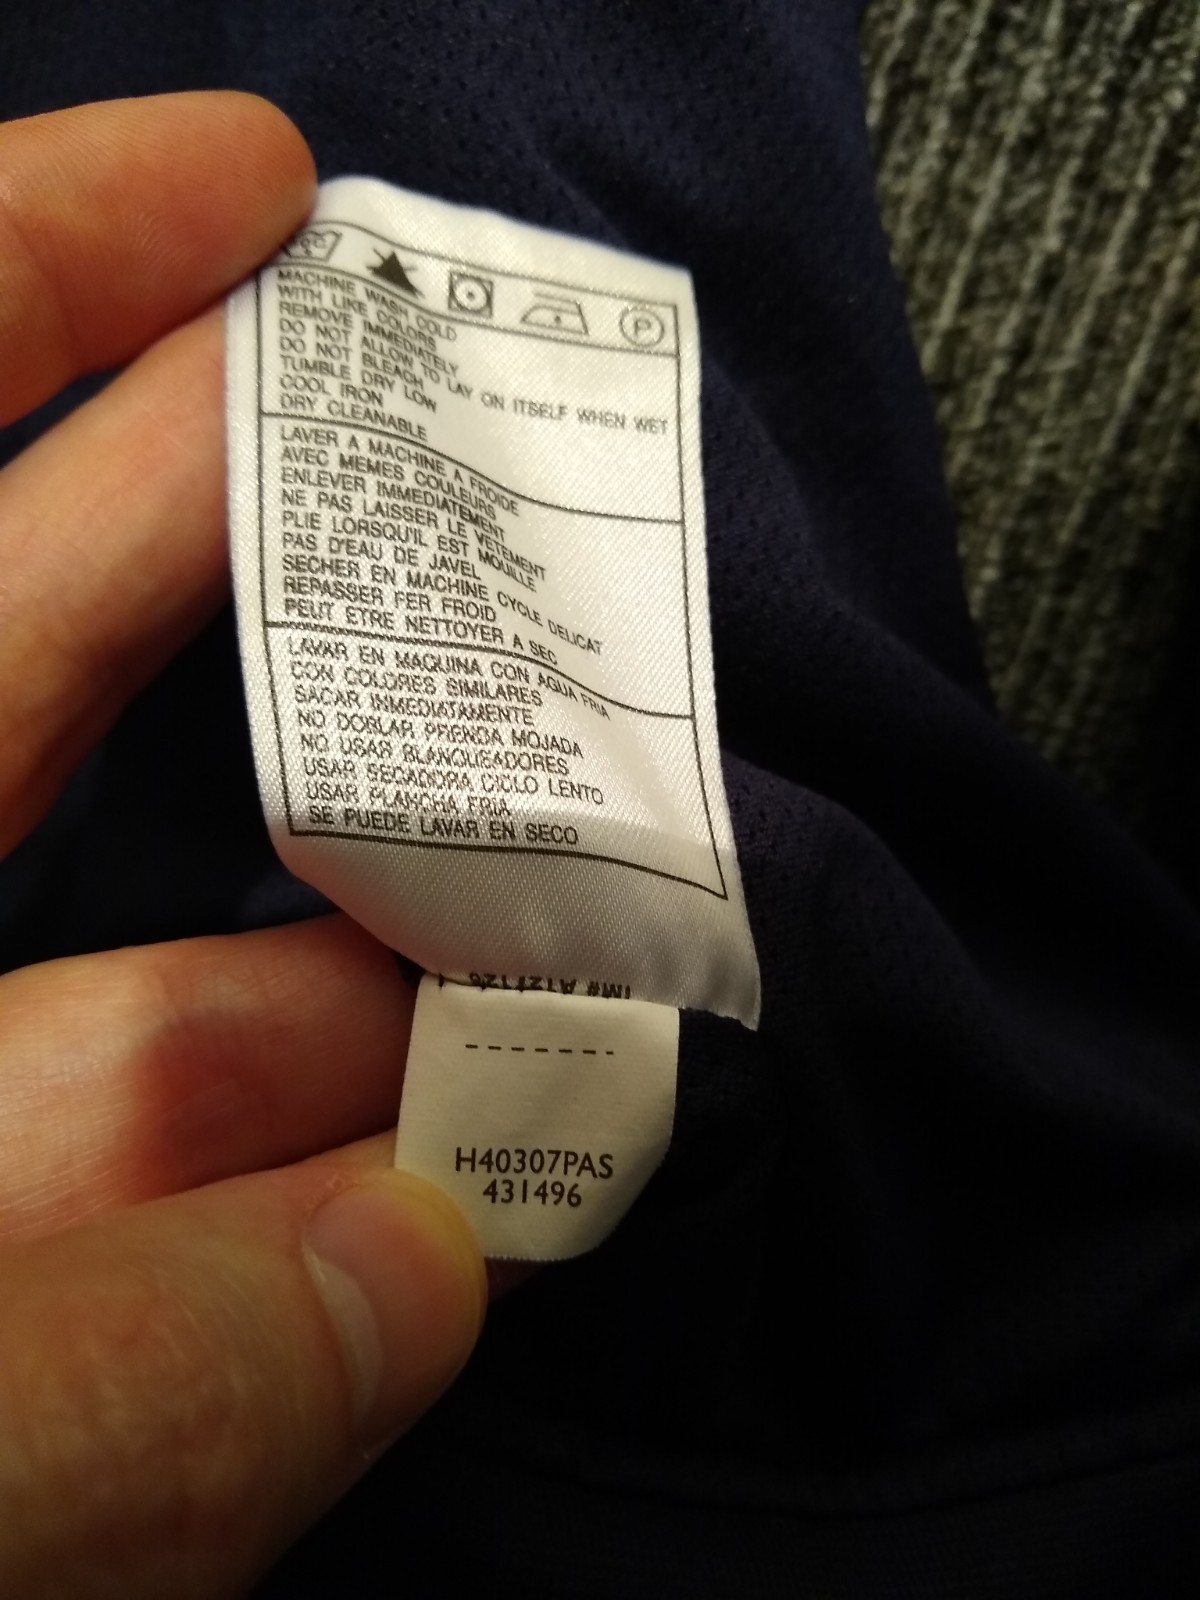 P
MACHINE WASH COLD
WITH LIKE COLORS
REMOVE IMMEDIATELY
DO NOT ALLOW TO LAY ON ITSELF WHEN WET
DO NOT BLEACH
TUMBLE DRY LOW
COOL IRON
DRY CLEANABLE
LAVER A MACHINE A FROIDE
AVEC MEMES COULEURS
ENLEVER IMMEDIATEMENT
NE PAS LAISSER LE VETEMENT
PLIE LORSQU'IL EST MOUILLE
PAS D'EAU DE JAVEL
SECHER EN MACHINE CYCLE DELICAT
REPASSER FER FROID
PEUT ETRE NETTOYER A SEC
LAVAR EN MAQUINA CON AGUA FRIA
CON COLORES SIMILARES
SACAR INMEDIATAMENTE
NO DOBLAR PRENDA MOJADA
NO USAR BLANQUEADORES
USAR SECADORA CICLO LENTO
USAR PLANCHA FRIA
SE PUEDE LAVAR EN SECO
H40307PAS
431496